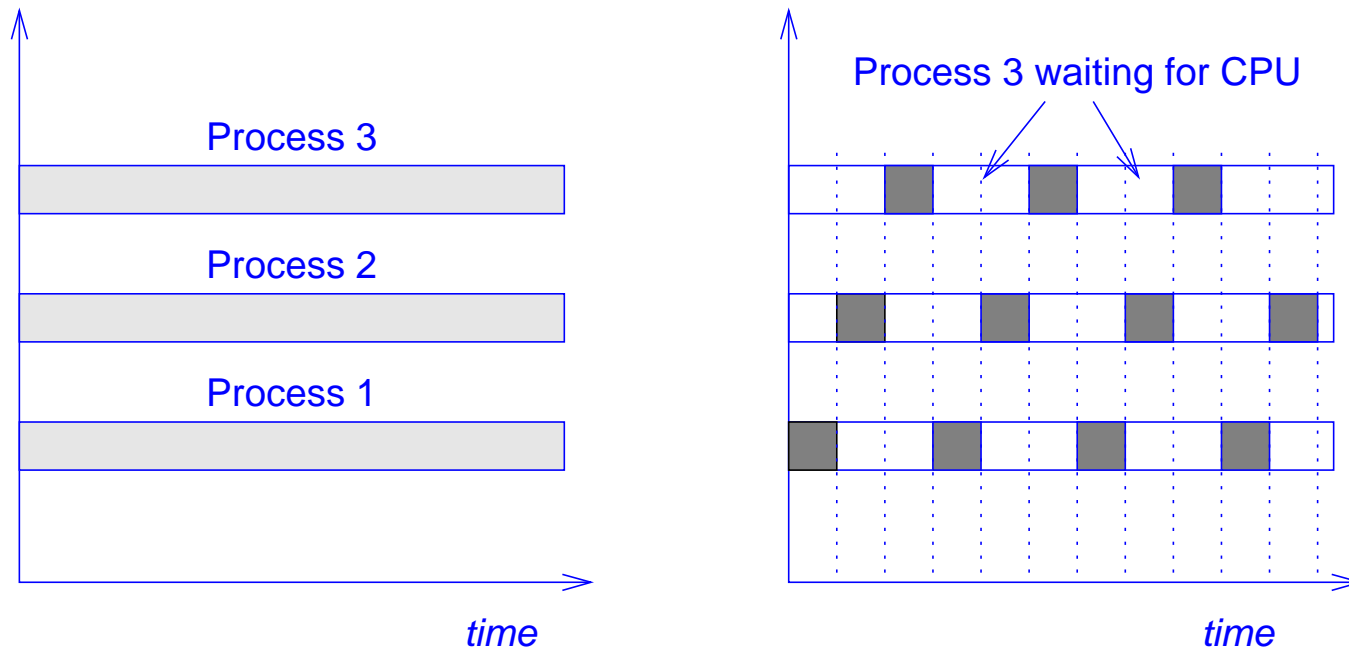 Process 3
Process 2
Process 1
time
Process 3 waiting for CPU
time